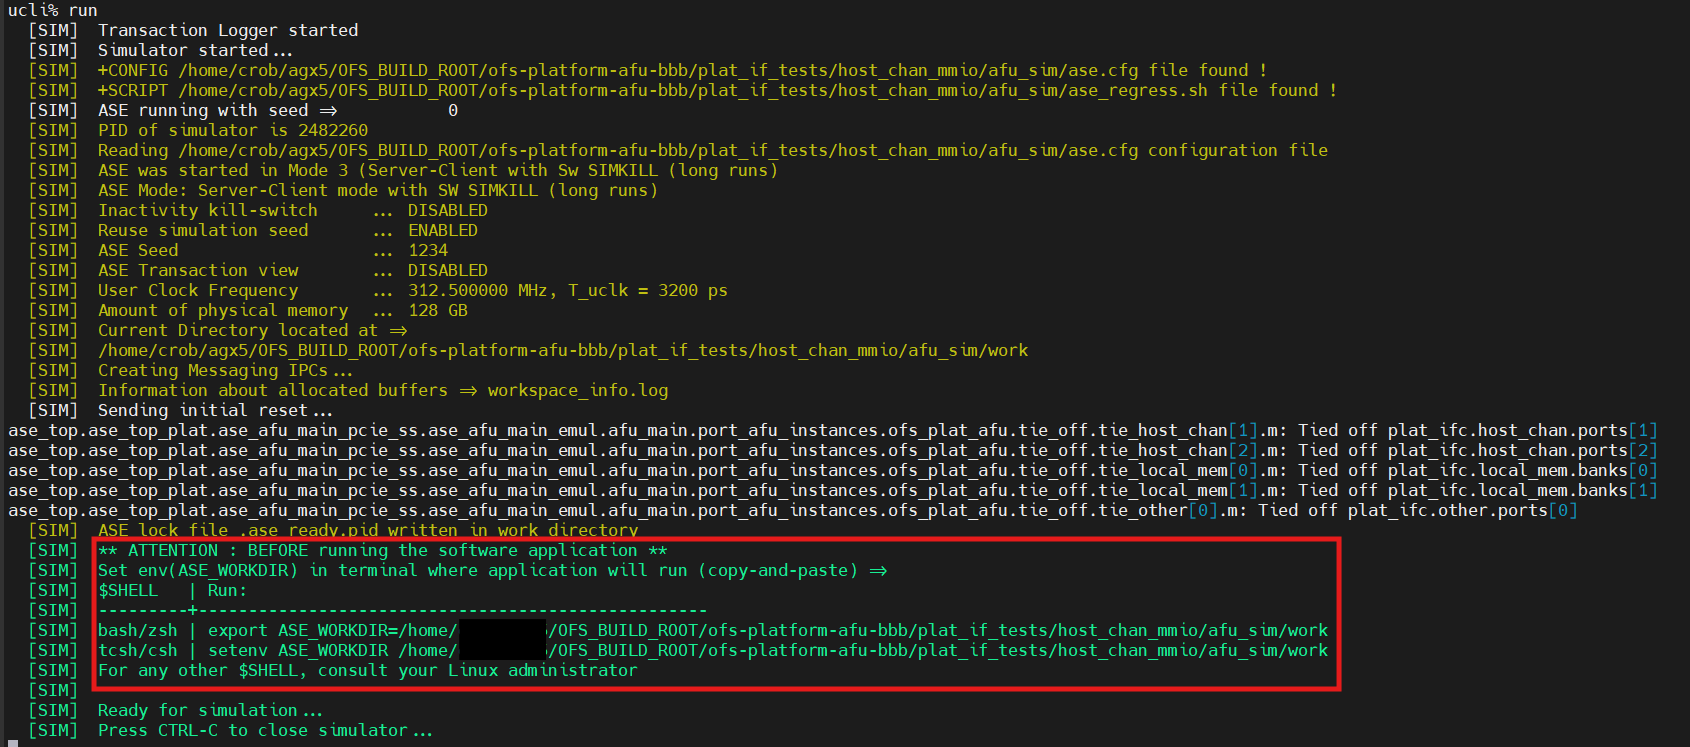 ucli% run
[SIM] Transaction Logger started
[SIM] Simulator started...
[SIM] +CONFIG /home/crob/agx5/OFS_BUILD_ROOT/ofs-platform-afu-bbb/plat_if_tests/host_chan_mmio/afu_sim/ase.cfg file found !
[SIM] +SCRIPT /home/crob/agx5/OFS_BUILD_ROOT/ofs-platform-afu-bbb/plat_if_tests/host_chan_mmio/afu_sim/ase_regress.sh file found !
[SIM] ASE running with seed => 0
[SIM] PID of simulator is 2482260
[SIM] Reading /home/crob/agx5/OFS_BUILD_ROOT/ofs-platform-afu-bbb/plat_if_tests/host_chan_mmio/afu_sim/ase.cfg configuration file
[SIM] ASE was started in Mode 3 (Server-Client with Sw SIMKILL (long runs)
[SIM] ASE Mode: Server-Client mode with SW SIMKILL (long runs)
[SIM] Inactivity kill-switch ... DISABLED
[SIM] Reuse simulation seed ... ENABLED
[SIM] ASE Seed ... 1234
[SIM] ASE Transaction view ... DISABLED
[SIM] User Clock Frequency ... 312.500000 MHz, T_uclk = 3200 ps
[SIM] Amount of physical memory ... 128 GB
[SIM] Current Directory located at =>
[SIM] /home/crob/agx5/OFS_BUILD_ROOT/ofs-platform-afu-bbb/plat_if_tests/host_chan_mmio/afu_sim/work
[SIM] Creating Messaging IPCs...
[SIM] Information about allocated buffers => workspace_info.log
[SIM] Sending initial reset...
ase_top.ase_top_plat.ase_afu_main_pcie_ss.ase_afu_main_emul.afu_main.port_afu_instances.ofs_plat_afu.tie_off.tie_host_chan[1].m: Tied off plat_ifc.host_chan.ports[1]
ase_top.ase_top_plat.ase_afu_main_pcie_ss.ase_afu_main_emul.afu_main.port_afu_instances.ofs_plat_afu.tie_off.tie_host_chan[2].m: Tied off plat_ifc.host_chan.ports[2]
ase_top.ase_top_plat.ase_afu_main_pcie_ss.ase_afu_main_emul.afu_main.port_afu_instances.ofs_plat_afu.tie_off.tie_local_mem[0].m: Tied off plat_ifc.local_mem.banks[0]
ase_top.ase_top_plat.ase_afu_main_pcie_ss.ase_afu_main_emul.afu_main.port_afu_instances.ofs_plat_afu.tie_off.tie_local_mem[1].m: Tied off plat_ifc.local_mem.banks[1]
ase_top.ase_top_plat.ase_afu_main_pcie_ss.ase_afu_main_emul.afu_main.port_afu_instances.ofs_plat_afu.tie_off.tie_other[0].m: Tied off plat_ifc.other.ports[0]
[SIM] ASE lock file .ase_ready.pid written in work directory
[SIM] ** ATTENTION : BEFORE running the software application **
[SIM] Set env(ASE_WORKDIR) in terminal where application will run (copy-and-paste) =>
[SIM] $SHELL | Run:
[SIM] ---------+---------------------------------------------------
[SIM] bash/zsh | export ASE_WORKDIR=/home/ /OFS_BUILD_ROOT/ofs-platform-afu-bbb/plat_if_tests/host_chan_mmio/afu_sim/work
[SIM] tcsh/csh | setenv ASE_WORKDIR /home/ /OFS_BUILD_ROOT/ofs-platform-afu-bbb/plat_if_tests/host_chan_mmio/afu_sim/work
[SIM] For any other $SHELL, consult your Linux administrator
[SIM]
[SIM] Ready for simulation...
[SIM] Press CTRL-C to close simulator...